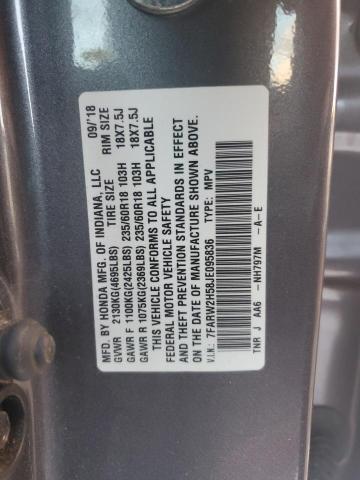 MFD. BY HONDA MFG. OF INDIANA, LLC 09/'18
TIRE SIZE RIM SIZE
GVWR 2130KG(4695LBS)
GAWR F 1100KG(2425LBS) 235/60R18 103H 18X7.5J
GAWR R 1075KG(2369LBS) 235/60R18 103H 18X7.5J
THIS VEHICLE CONFORMS TO ALL APPLICABLE
FEDERAL MOTOR VEHICLE SAFETY
AND THEFT PREVENTION STANDARDS IN EFFECT
ON THE DATE OF MANUFACTURE SHOWN ABOVE.
V.I.N.: 7FARW2H58JE095836 TYPE: MPV
TNR J AA6 - NH797M - A - E